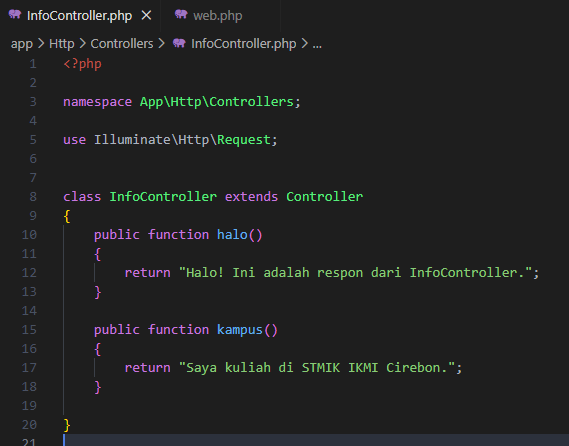 InfoController.php ×
web.php
app > Http > Controllers > InfoController.php > ...
1 <?php
2
3 namespace App\Http\Controllers;
4
5 use Illuminate\Http\Request;
6
7
8 class InfoController extends Controller
9 {
10     public function halo()
11     {
12         return "Halo! Ini adalah respon dari InfoController.";
13     }
14
15     public function kampus()
16     {
17         return "Saya kuliah di STMIK IKMI Cirebon.";
18     }
19
20 }
21